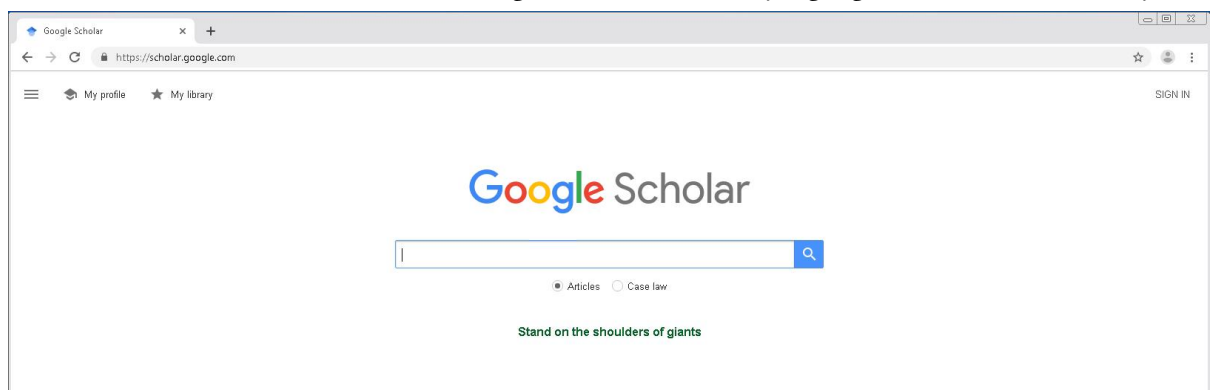 Google Scholar
https://scholar.google.com
My profile My library SIGN IN
Google Scholar
Articles Case law
Stand on the shoulders of giants